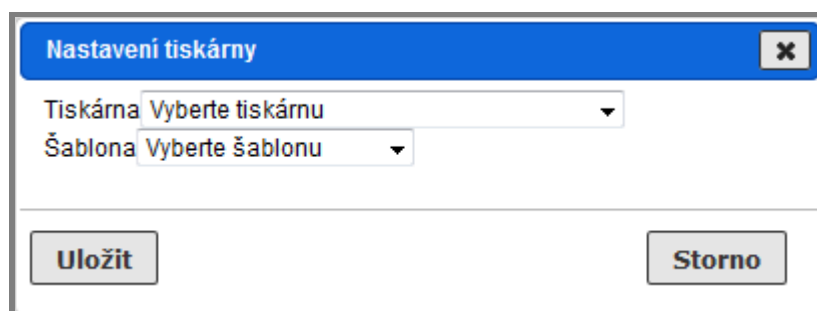 Nastavení tiskárny
Tiskárna Vyberte tiskárnu
Šablona Vyberte šablonu
Uložit Storno